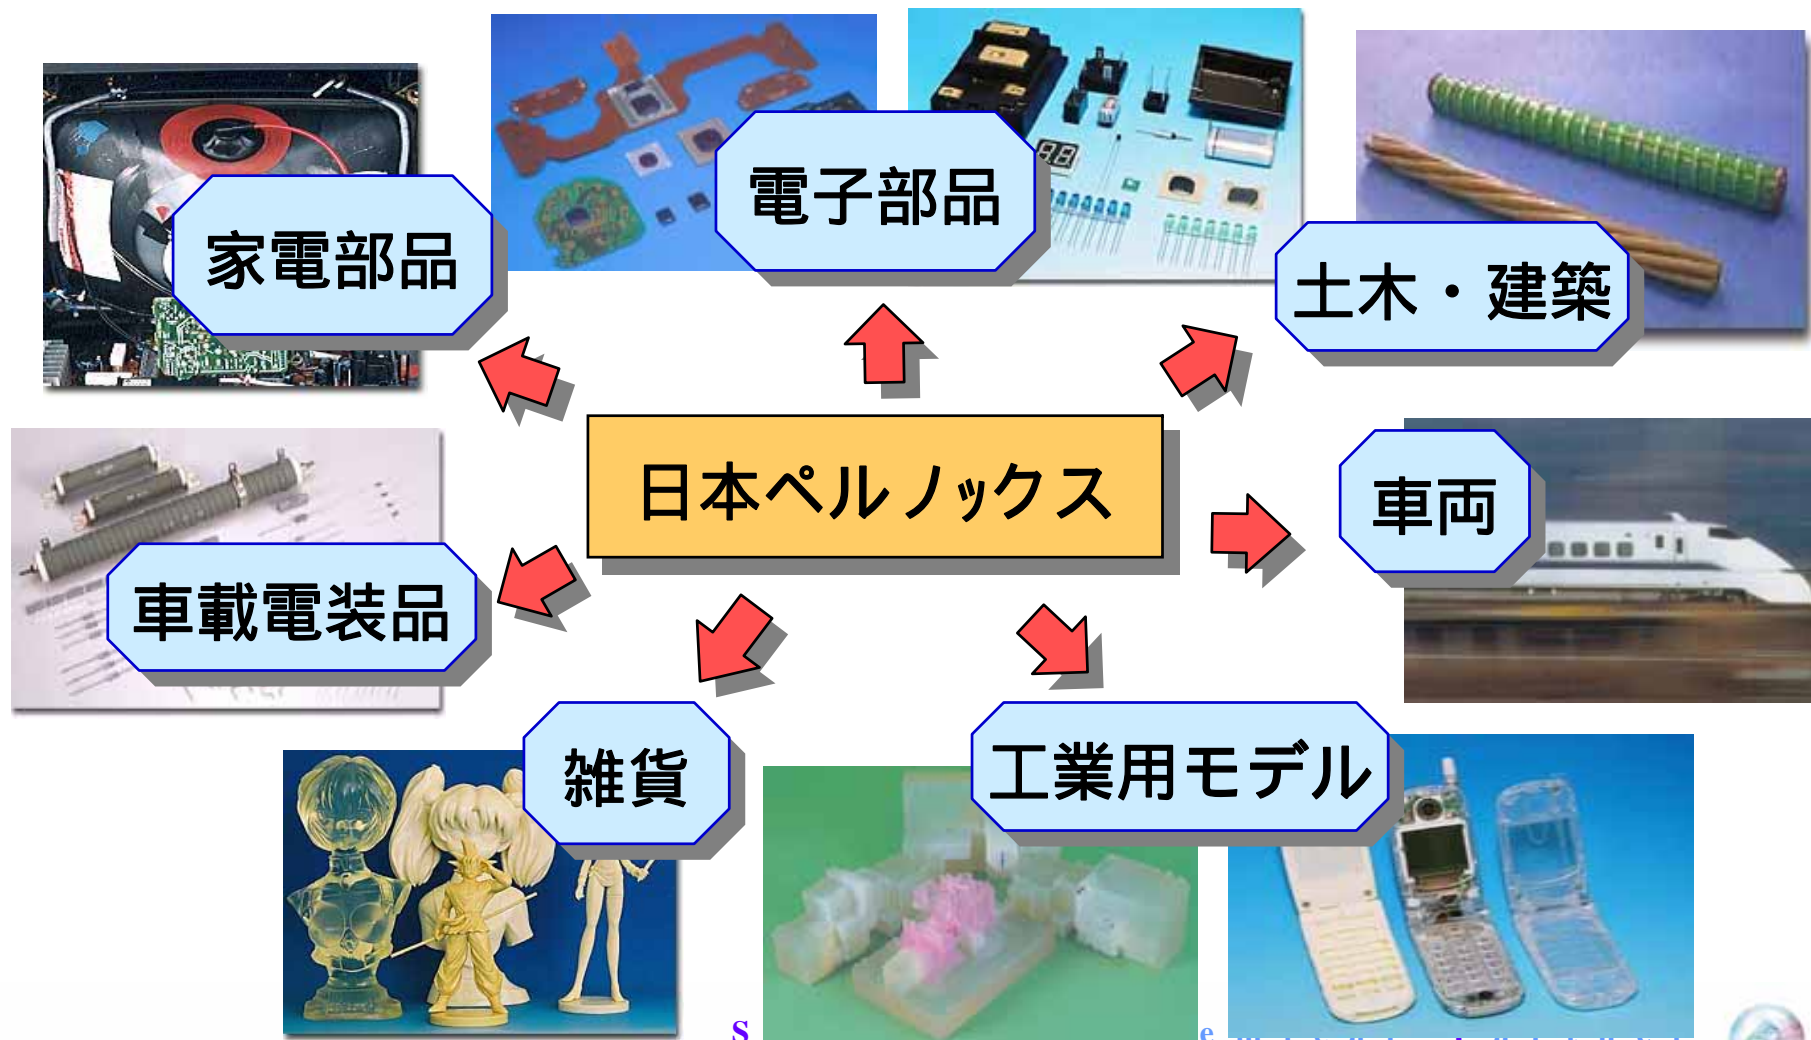 電子部品
家電部品
土木・建築
日本ペルノックス
車両
車載電装品
雑貨
工業用モデル